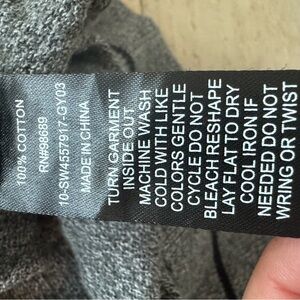 100% COTTON
RN#98689
10-SW4557917-GY03
MADE IN CHINA
TURN GARMENT
INSIDE OUT
MACHINE WASH
COLD WITH LIKE
COLORS GENTLE
CYCLE DO NOT
BLEACH RESHAPE
LAY FLAT TO DRY
COOL IRON IF
NEEDED DO NOT
WRING OR TWIST